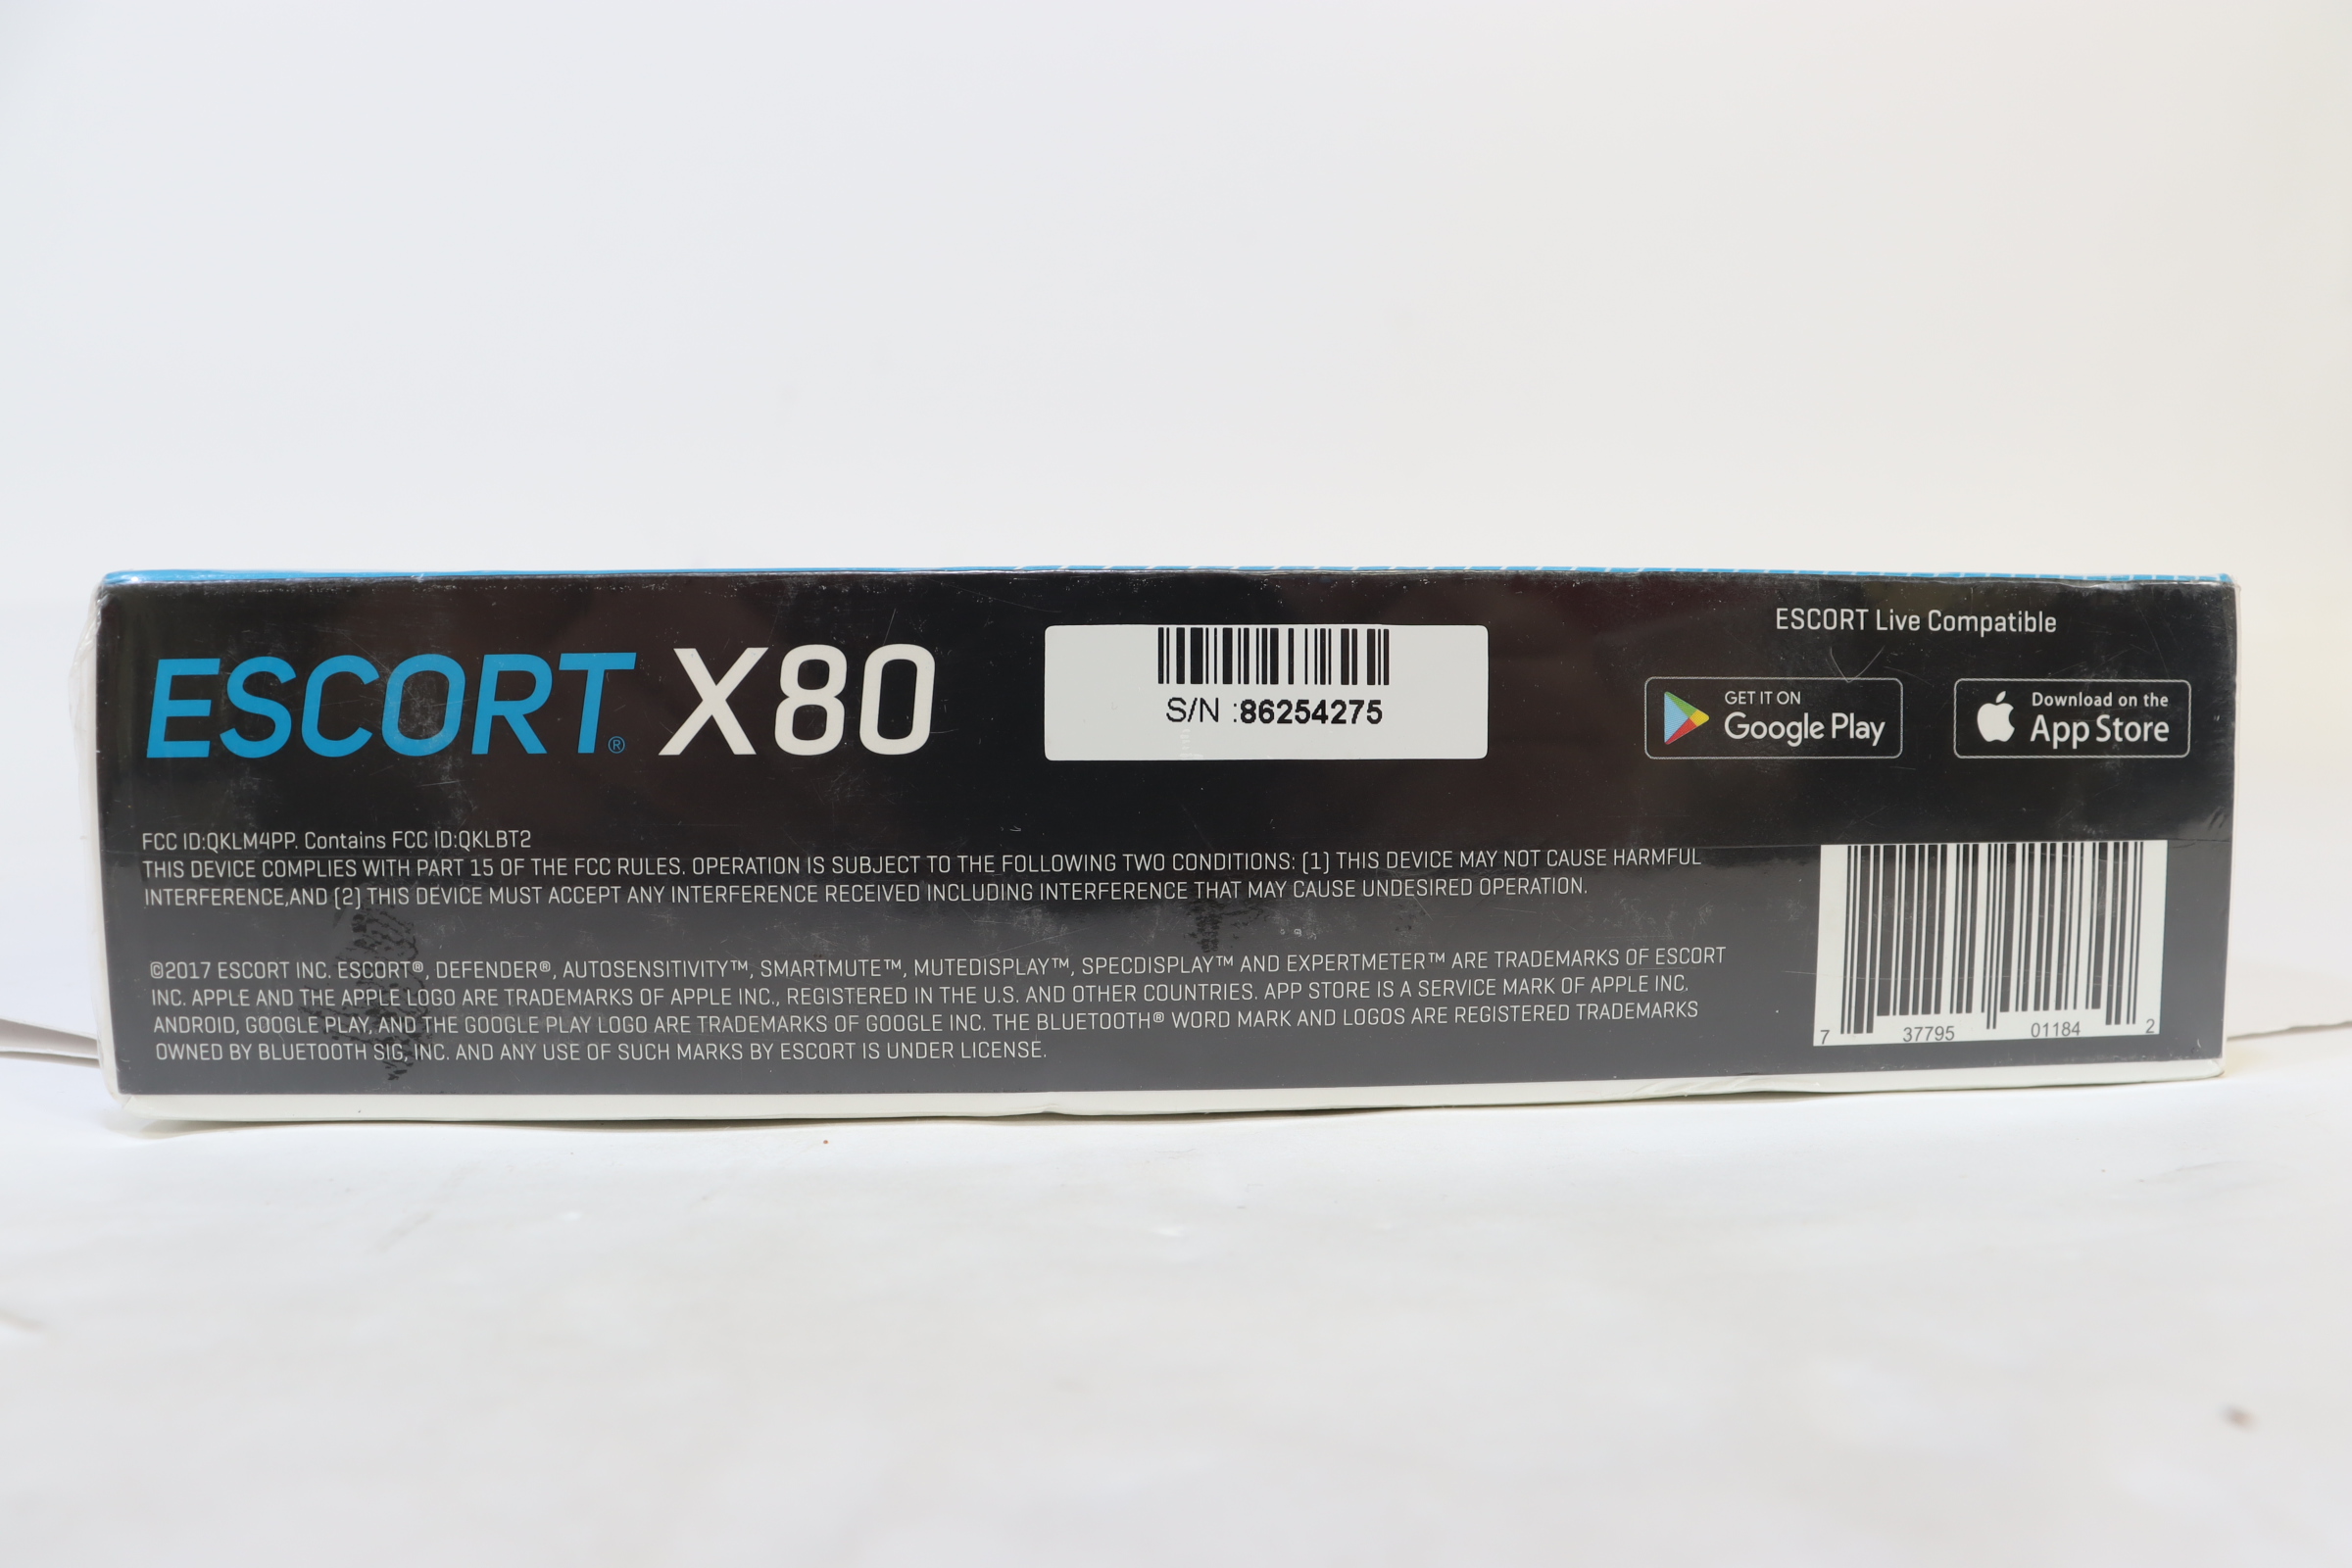 ESCORT® X80
S/N :86254275
ESCORT Live Compatible
GET IT ON
Google Play
Download on the
App Store
FCC ID:QKLM4PP. Contains FCC ID:QKLBT2
THIS DEVICE COMPLIES WITH PART 15 OF THE FCC RULES. OPERATION IS SUBJECT TO THE FOLLOWING TWO CONDITIONS: (1) THIS DEVICE MAY NOT CAUSE HARMFUL
INTERFERENCE,AND (2) THIS DEVICE MUST ACCEPT ANY INTERFERENCE RECEIVED INCLUDING INTERFERENCE THAT MAY CAUSE UNDESIRED OPERATION.
©2017 ESCORT INC. ESCORT®, DEFENDER®, AUTOSENSITIVITY™, SMARTMUTE™, MUTEDISPLAY™, SPECDISPLAY™ AND EXPERTMETER™ ARE TRADEMARKS OF ESCORT
INC. APPLE AND THE APPLE LOGO ARE TRADEMARKS OF APPLE INC., REGISTERED IN THE U.S. AND OTHER COUNTRIES. APP STORE IS A SERVICE MARK OF APPLE INC.
ANDROID, GOOGLE PLAY, AND THE GOOGLE PLAY LOGO ARE TRADEMARKS OF GOOGLE INC. THE BLUETOOTH® WORD MARK AND LOGOS ARE REGISTERED TRADEMARKS
OWNED BY BLUETOOTH SIG, INC. AND ANY USE OF SUCH MARKS BY ESCORT IS UNDER LICENSE.
7 37795 01184 2